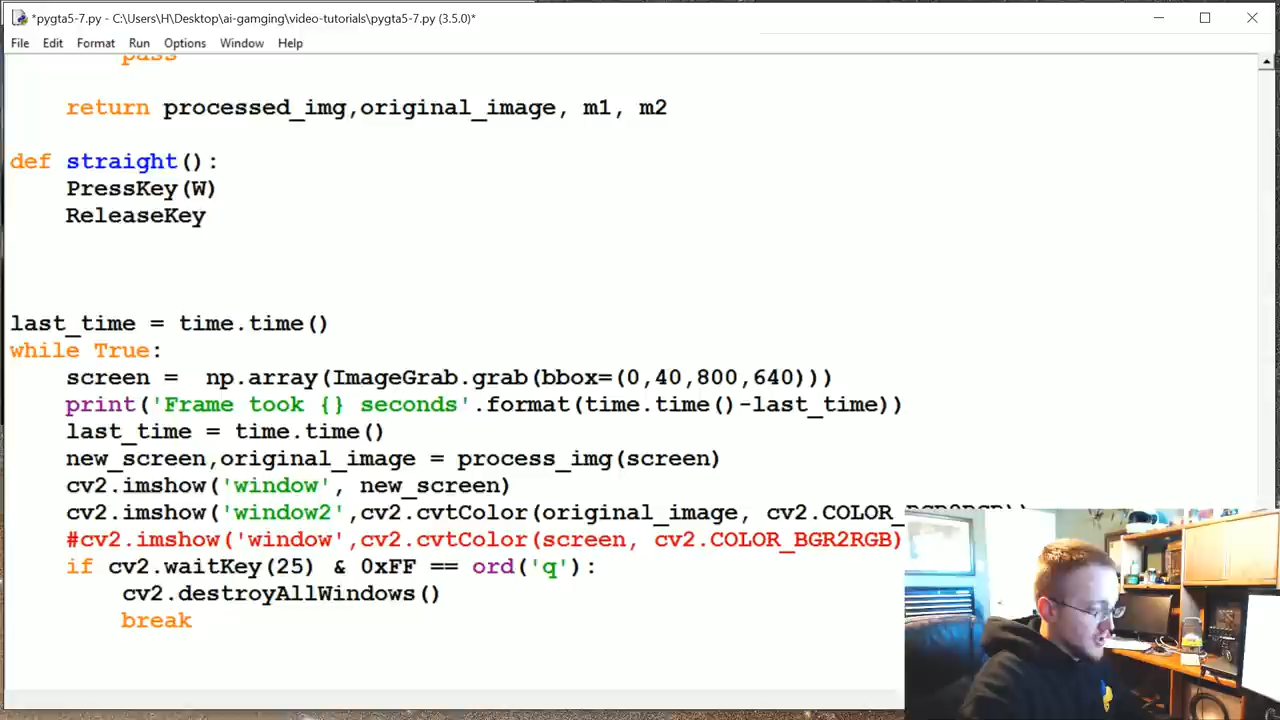 *pygta5-7.py - C:\Users\H\Desktop\ai-gamging\video-tutorials\pygta5-7.py (3.5.0)*
File Edit Format Run Options Window Help
pass
return processed_img,original_image, m1, m2
def straight():
PressKey(W)
ReleaseKey
last_time = time.time()
while True:
screen =  np.array(ImageGrab.grab(bbox=(0,40,800,640)))
print('Frame took {} seconds'.format(time.time()-last_time))
last_time = time.time()
new_screen,original_image = process_img(screen)
cv2.imshow('window', new_screen)
cv2.imshow('window2',cv2.cvtColor(original_image, cv2.COLOR_BGR2RGB))
#cv2.imshow('window',cv2.cvtColor(screen, cv2.COLOR_BGR2RGB)
if cv2.waitKey(25) & 0xFF == ord('q'):
cv2.destroyAllWindows()
break